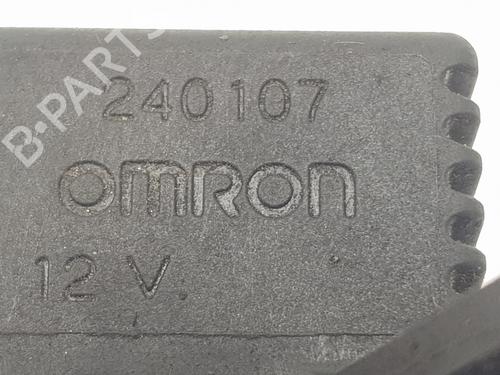 B-PARTS
240107
omron
12 V